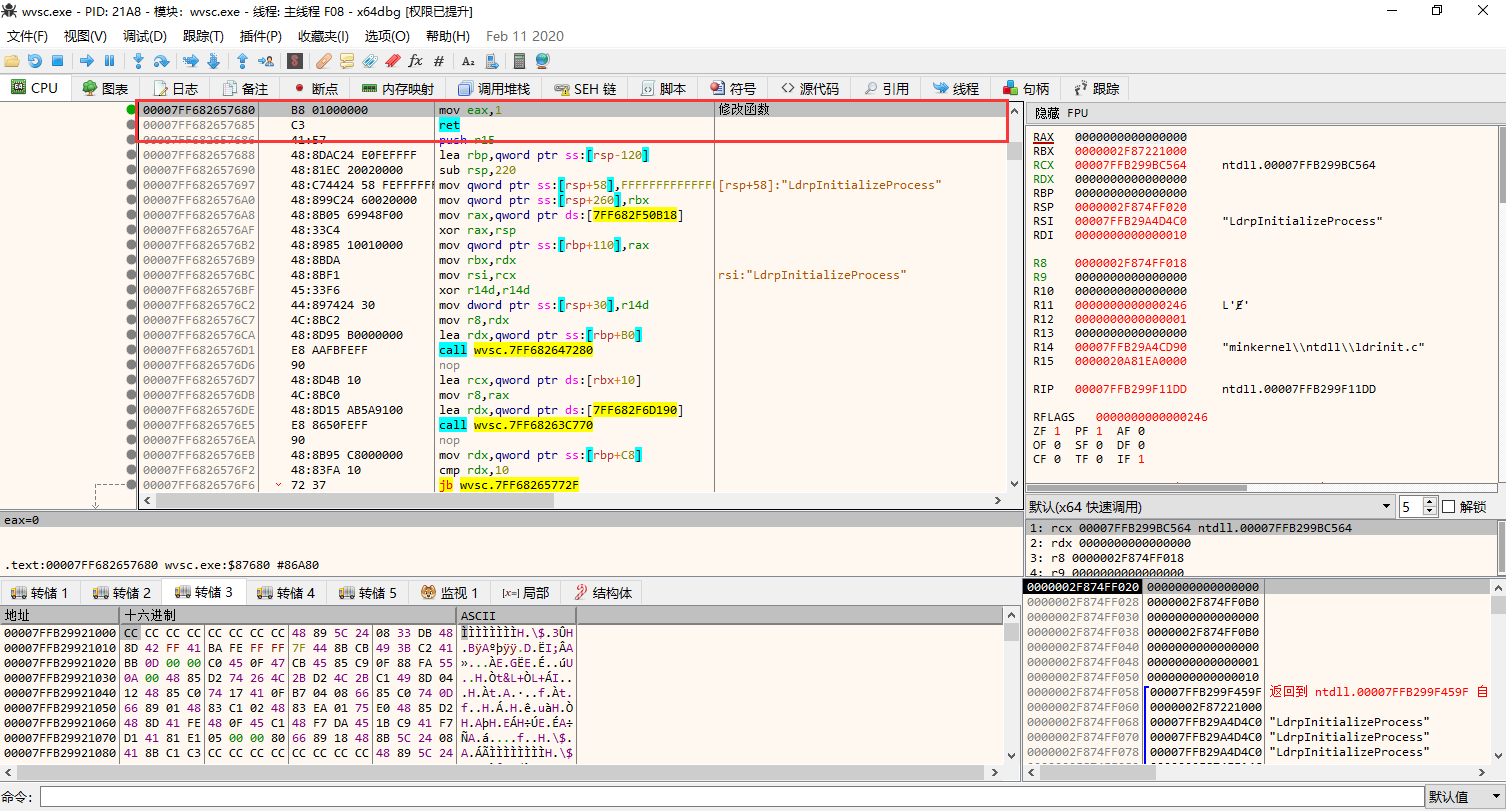 wvsc.exe - PID: 21A8 - 模块: wvsc.exe - 线程: 主线程 F08 - x64dbg [权限已提升]
文件(F) 视图(V) 调试(D) 跟踪(T) 插件(P) 收藏夹(I) 选项(O) 帮助(H) Feb 11 2020
CPU 图表 日志 备注 断点 内存映射 调用堆栈 SEH 链 脚本 符号 源代码 引用 线程 句柄 跟踪
00007FF682657680 B8 01000000 mov eax,1 修改函数
00007FF682657685 C3 ret
00007FF682657686 41:57 push r15
00007FF682657688 48:8DAC24 E0FEFFFF lea rbp,qword ptr ss:[rsp-120]
00007FF682657690 48:81EC 20020000 sub rsp,220
00007FF682657697 48:C74424 58 FEFFFFFF mov qword ptr ss:[rsp+58],FFFFFFFFFFFFFF [rsp+58]:"LdrpInitializeProcess"
00007FF6826576A0 48:899C24 60020000 mov qword ptr ss:[rsp+260],rbx
00007FF6826576A8 48:8B05 69948F00 mov rax,qword ptr ds:[7FF682F50B18]
00007FF6826576AF 48:33C4 xor rax,rsp
00007FF6826576B2 48:8985 10010000 mov qword ptr ss:[rbp+110],rax
00007FF6826576B9 48:8BDA mov rbx,rdx
00007FF6826576BC 48:8BF1 mov rsi,rcx rsi:"LdrpInitializeProcess"
00007FF6826576BF 45:33F6 xor r14d,r14d
00007FF6826576C2 44:897424 30 mov dword ptr ss:[rsp+30],r14d
00007FF6826576C7 4C:8BC2 mov r8,rdx
00007FF6826576CA 48:8D95 B0000000 lea rdx,qword ptr ss:[rbp+B0]
00007FF6826576D1 E8 AAFBFEFF call wvsc.7FF682647280
00007FF6826576D6 90 nop
00007FF6826576D7 48:8D4B 10 lea rcx,qword ptr ds:[rbx+10]
00007FF6826576DB 4C:8BC0 mov r8,rax
00007FF6826576DE 48:8D15 AB5A9100 lea rdx,qword ptr ds:[7FF682F6D190]
00007FF6826576E5 E8 8650FEFF call wvsc.7FF68263C770
00007FF6826576EA 90 nop
00007FF6826576EB 48:8B95 C8000000 mov rdx,qword ptr ss:[rbp+C8]
00007FF6826576F2 48:83FA 10 cmp rdx,10
00007FF6826576F6 72 37 jb wvsc.7FF68265772F
隐藏 FPU
RAX 0000000000000000
RBX 0000002F87221000
RCX 00007FFB299BC564 ntdll.00007FFB299BC564
RDX 0000000000000000
RBP 0000000000000000
RSP 0000002F874FF020
RSI 00007FFB29A4D4C0 "LdrpInitializeProcess"
RDI 0000000000000010
R8 0000002F874FF018
R9 0000000000000000
R10 0000000000000000
R11 0000000000000246
R12 0000000000000001
R13 0000000000000000
R14 00007FFB29A4CD90 "minkernel\\ntdll\\ldrinit.c"
R15 0000020A81EA0000
RIP 00007FFB299F11DD ntdll.00007FFB299F11DD
RFLAGS 0000000000000246
ZF 1 PF 1 AF 0
OF 0 SF 0 DF 0
CF 0 TF 0 IF 1
默认(x64 快速调用) 5 解锁
1: rcx 00007FFB299BC564 ntdll.00007FFB299BC564
2: rdx 0000000000000000
3: r8 0000002F874FF018
4: r9 0000000000000000
eax=0
.text:00007FF682657680 wvsc.exe:$87680 #86A80
转储 1 转储 2 转储 3 转储 4 转储 5 监视 1 [x=] 局部 结构体
地址 十六进制 ASCII
00007FFB29921000 CC CC CC CC CC CC CC CC 48 89 5C 24 08 33 DB 48 ÌÌÌÌÌÌÌÌH.\$.3ÛH
00007FFB29921010 8D 42 FF 41 BA FE FF FF 7F 44 8B CB 49 3B C2 41 .BÿAºþÿÿ.D.ËI;ÂA
00007FFB29921020 BB 0D 00 00 C0 45 0F 47 CB 45 85 C9 0F 88 FA 55
00007FFB29921030 0A 00 48 85 D2 74 26 4C 2B D2 4C 2B C1 49 8D 04 ..H.Òt&L+ÒL+ÁI..
00007FFB29921040 12 48 85 C0 74 17 41 0F B7 04 08 66 85 C0 74 0D .H.Àt.A.·..f.Àt.
00007FFB29921050 66 89 01 48 83 C1 02 48 83 EA 01 75 E0 48 85 D2 f..H.Á.H.ê.uàH.Ò
00007FFB29921060 48 8D 41 FE 48 0F 45 C1 48 F7 DA 45 1B C9 41 F7 H.AþH.EÁH÷ÚE.ÉA÷
00007FFB29921070 D1 41 81 E1 05 00 00 80 66 89 18 48 8B 5C 24 08 ÑA.á....f..H.\$.
00007FFB29921080 41 8B C1 C3 CC CC CC CC CC CC CC CC 48 89 5C 24 A.ÁÃÌÌÌÌÌÌÌÌH.\$
0000002F874FF020 0000000000000000
0000002F874FF028 0000002F874FF0B0
0000002F874FF030 0000000000000000
0000002F874FF038 0000002F874FF0B0
0000002F874FF040 0000000000000000
0000002F874FF048 0000000000000001
0000002F874FF050 0000000000000010
0000002F874FF058 00007FFB299F459F 返回到 ntdll.00007FFB299F459F 自
0000002F874FF060 0000002F87221000
0000002F874FF068 00007FFB29A4D4C0 "LdrpInitializeProcess"
0000002F874FF070 00007FFB29A4D4C0 "LdrpInitializeProcess"
0000002F874FF078 00007FFB29A4D4C0 "LdrpInitializeProcess"
命令: 默认值